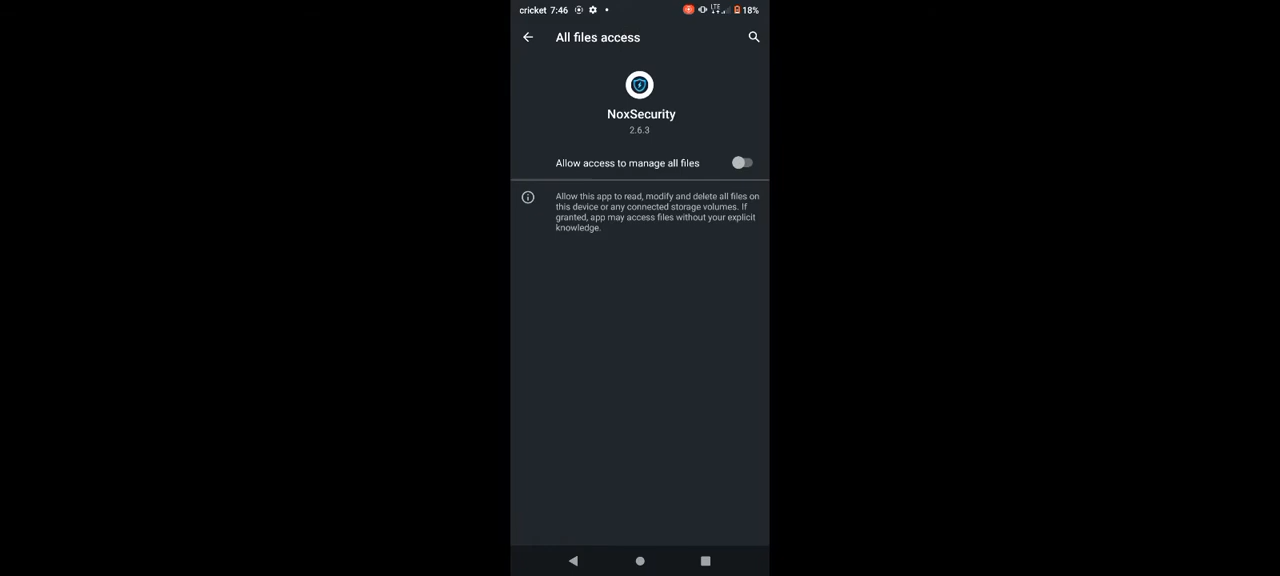 cricket 7:46 LTE 18%
All files access
NoxSecurity
2.6.3
Allow access to manage all files
Allow this app to read, modify and delete all files on
this device or any connected storage volumes. If
granted, app may access files without your explicit
knowledge.